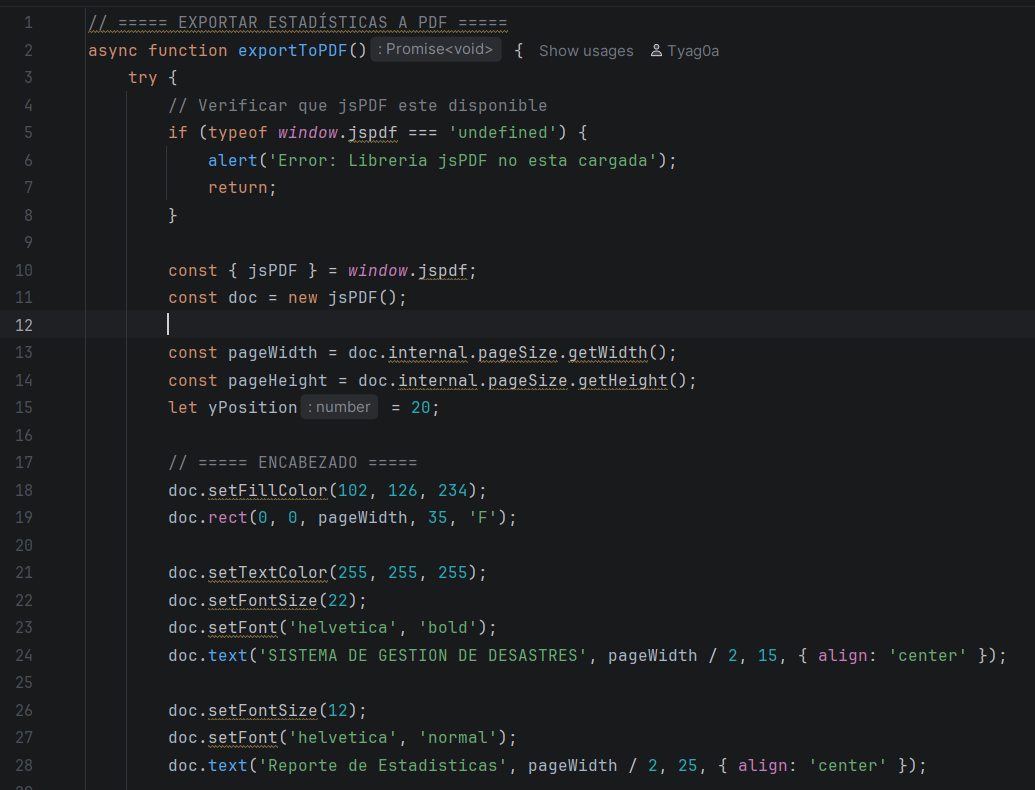 1 // ===== EXPORTAR ESTADÍSTICAS A PDF =====
2 async function exportToPDF() : Promise<void> { Show usages Tyag0a
3 try {
4 // Verificar que jsPDF este disponible
5 if (typeof window.jspdf === 'undefined') {
6 alert('Error: Libreria jsPDF no esta cargada');
7 return;
8 }
9
10 const { jsPDF } = window.jspdf;
11 const doc = new jsPDF();
12
13 const pageWidth = doc.internal.pageSize.getWidth();
14 const pageHeight = doc.internal.pageSize.getHeight();
15 let yPosition : number = 20;
16
17 // ===== ENCABEZADO =====
18 doc.setFillColor(102, 126, 234);
19 doc.rect(0, 0, pageWidth, 35, 'F');
20
21 doc.setTextColor(255, 255, 255);
22 doc.setFontSize(22);
23 doc.setFont('helvetica', 'bold');
24 doc.text('SISTEMA DE GESTION DE DESASTRES', pageWidth / 2, 15, { align: 'center' });
25
26 doc.setFontSize(12);
27 doc.setFont('helvetica', 'normal');
28 doc.text('Reporte de Estadisticas', pageWidth / 2, 25, { align: 'center' });